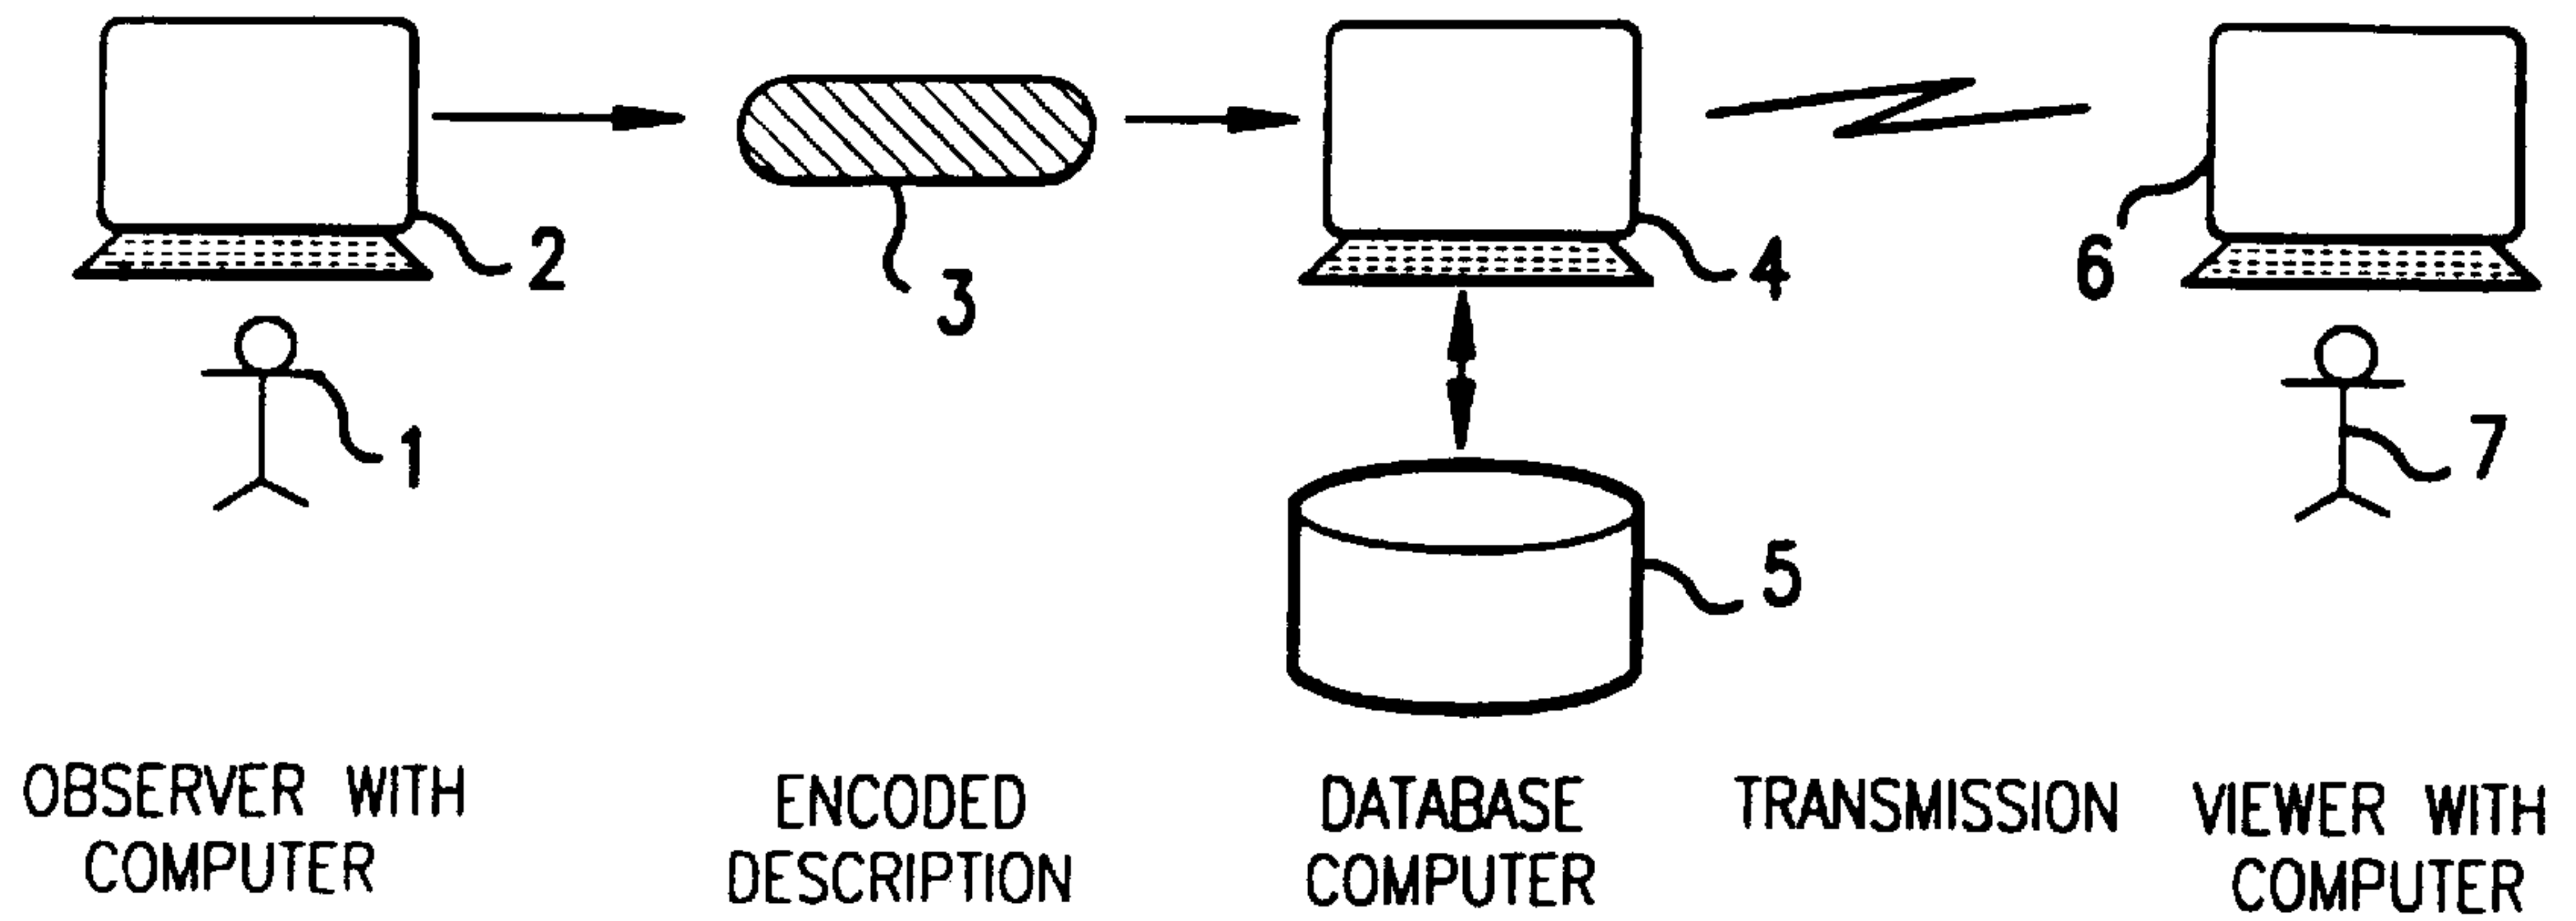 2
3
4
6
1
7
5
OBSERVER WITH
COMPUTER
ENCODED
DESCRIPTION
DATABASE
COMPUTER
TRANSMISSION
VIEWER WITH
COMPUTER